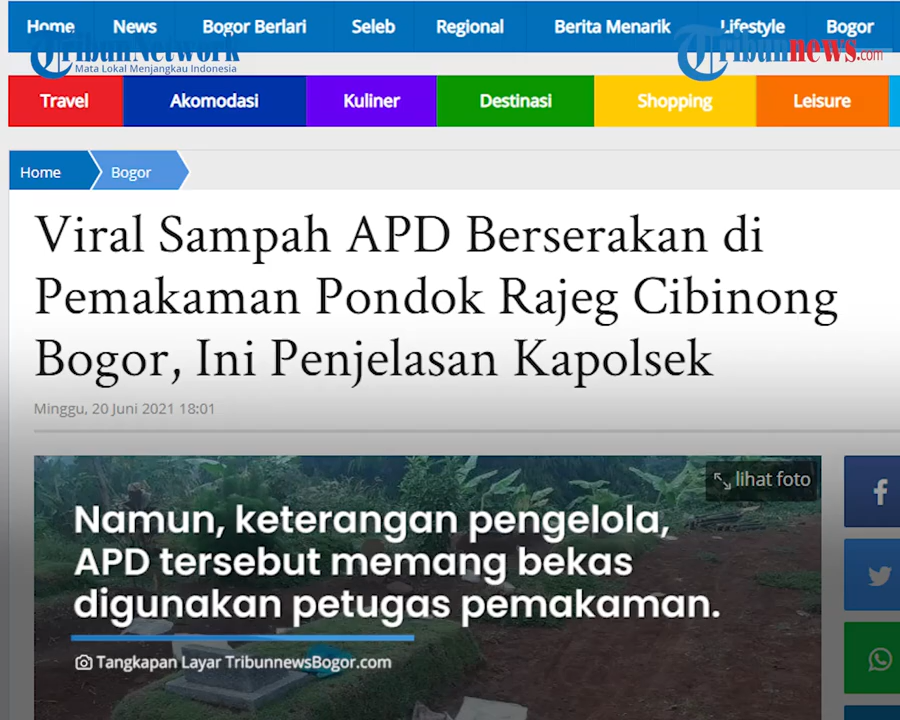 Home News Bogor Berlari Seleb Regional Berita Menarik Lifestyle Bogor
TribunNetwork
Mata Lokal Menjangkau Indonesia
Tribunnews.com
Travel Akomodasi Kuliner Destinasi Shopping Leisure
Home Bogor
Viral Sampah APD Berserakan di
Pemakaman Pondok Rajeg Cibinong
Bogor, Ini Penjelasan Kapolsek
Minggu, 20 Juni 2021 18:01
lihat foto
Namun, keterangan pengelola,
APD tersebut memang bekas
digunakan petugas pemakaman.
Tangkapan Layar TribunnewsBogor.com